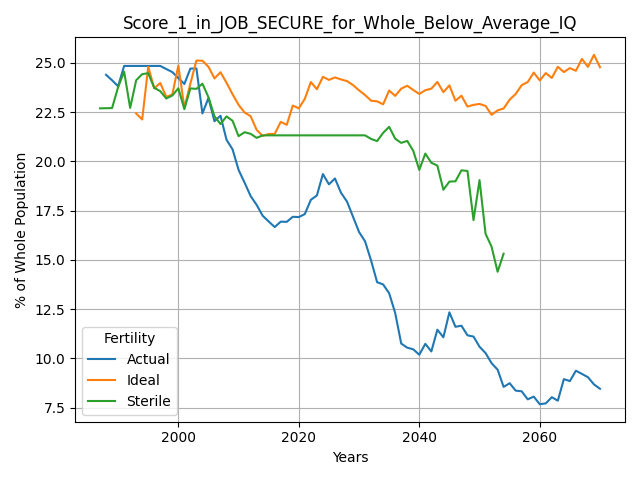 Score_1_in_JOB_SECURE_for_Whole_Below_Average_IQ
% of Whole Population
25.0
22.5
20.0
17.5
15.0
12.5
10.0
7.5
Fertility
Actual
Ideal
Sterile
2000
2020
2040
2060
Years